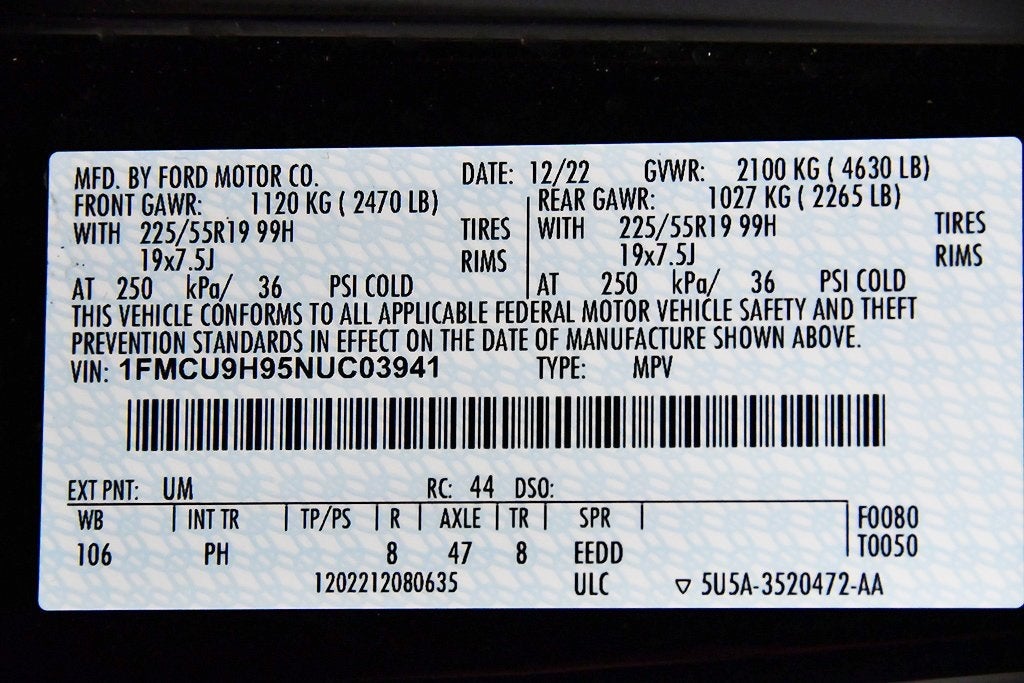 MFD. BY FORD MOTOR CO. DATE: 12/22 GVWR: 2100 KG ( 4630 LB)
FRONT GAWR: 1120 KG ( 2470 LB) REAR GAWR: 1027 KG ( 2265 LB)
WITH 225/55R19 99H TIRES WITH 225/55R19 99H TIRES
19x7.5J RIMS 19x7.5J RIMS
AT 250 kPa/ 36 PSI COLD AT 250 kPa/ 36 PSI COLD
THIS VEHICLE CONFORMS TO ALL APPLICABLE FEDERAL MOTOR VEHICLE SAFETY AND THEFT
PREVENTION STANDARDS IN EFFECT ON THE DATE OF MANUFACTURE SHOWN ABOVE.
VIN: 1FMCU9H95NUC03941 TYPE: MPV
EXT PNT: UM RC: 44 DSO:
WB INT TR TP/PS R AXLE TR SPR F0080
106 PH 8 47 8 EEDD T0050
1202212080635 ULC ▽ 5U5A-3520472-AA